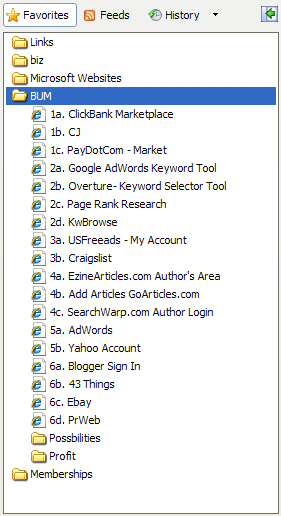 Favorites Feeds History
Links
biz
Microsoft Websites
BUM
1a. ClickBank Marketplace
1b. CJ
1c. PayDotCom - Market
2a. Google AdWords Keyword Tool
2b. Overture- Keyword Selector Tool
2c. Page Rank Research
2d. KwBrowse
3a. USFreeads - My Account
3b. Craigslist
4a. EzineArticles.com Author's Area
4b. Add Articles GoArticles.com
4c. SearchWarp.com Author Login
5a. AdWords
5b. Yahoo Account
6a. Blogger Sign In
6b. 43 Things
6c. Ebay
6d. PrWeb
Possbilities
Profit
Memberships